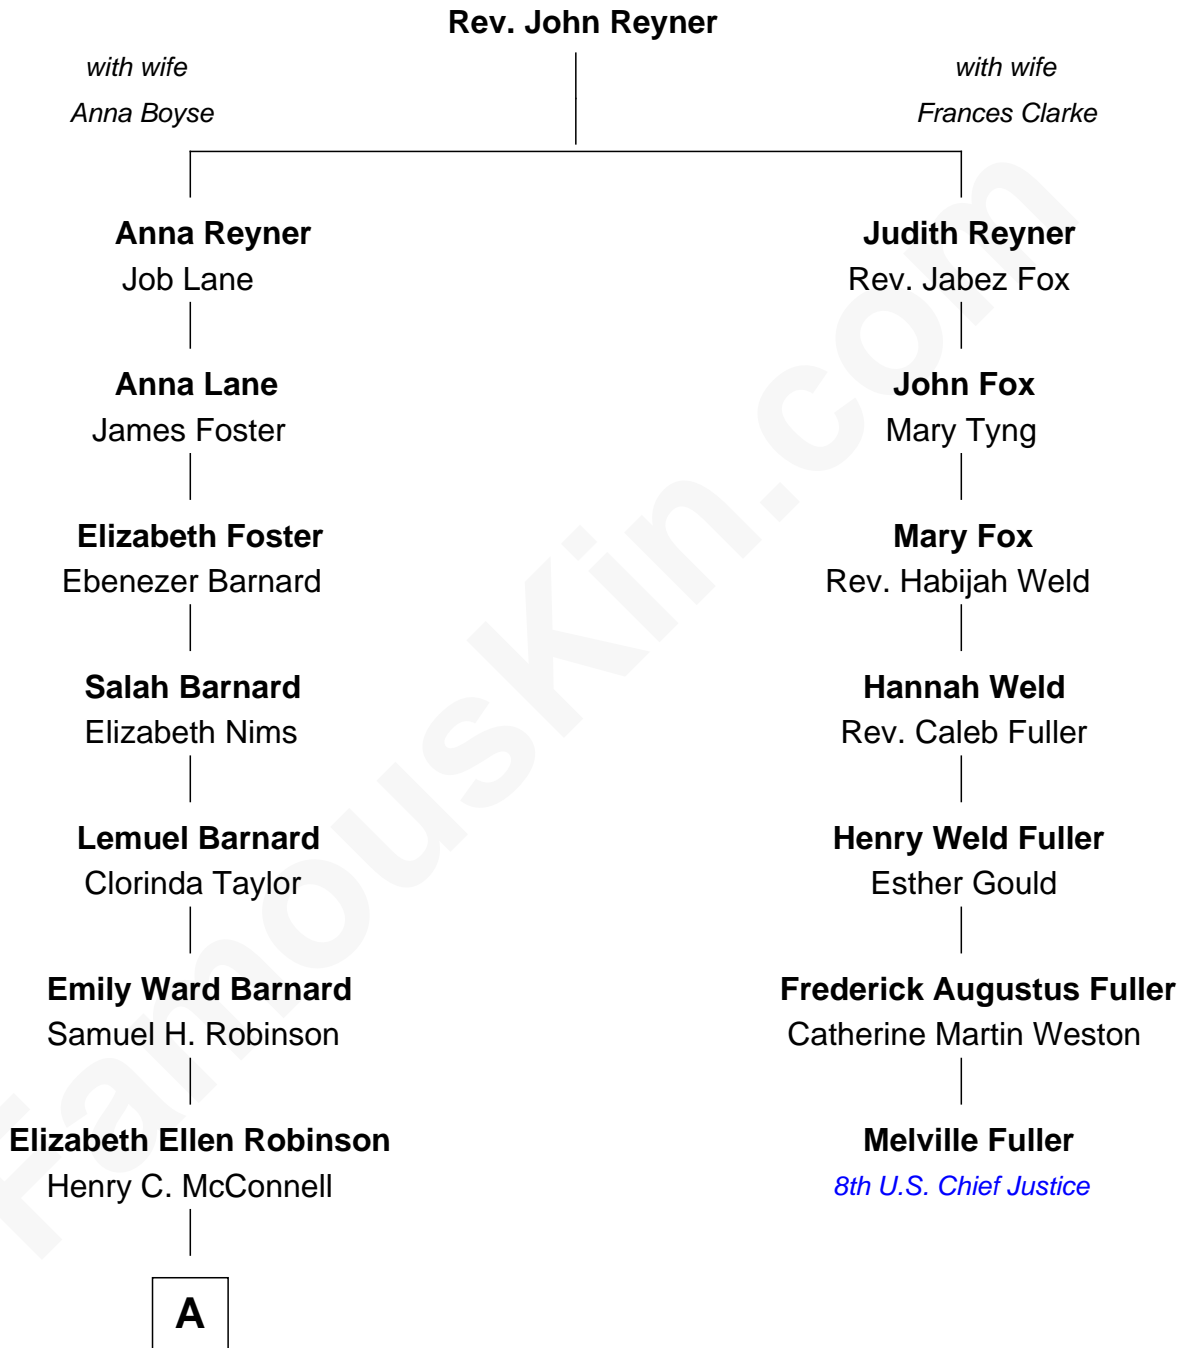 Rev. John Reyner
with wife
Anna Boyse
with wife
Frances Clarke
Anna Reyner
Job Lane
Judith Reyner
Rev. Jabez Fox
Anna Lane
James Foster
John Fox
Mary Tyng
Elizabeth Foster
Ebenezer Barnard
Mary Fox
Rev. Habijah Weld
Salah Barnard
Elizabeth Nims
Hannah Weld
Rev. Caleb Fuller
Lemuel Barnard
Clorinda Taylor
Henry Weld Fuller
Esther Gould
Emily Ward Barnard
Samuel H. Robinson
Frederick Augustus Fuller
Catherine Martin Weston
Elizabeth Ellen Robinson
Henry C. McConnell
Melville Fuller
8th U.S. Chief Justice
A
FamousKin.com